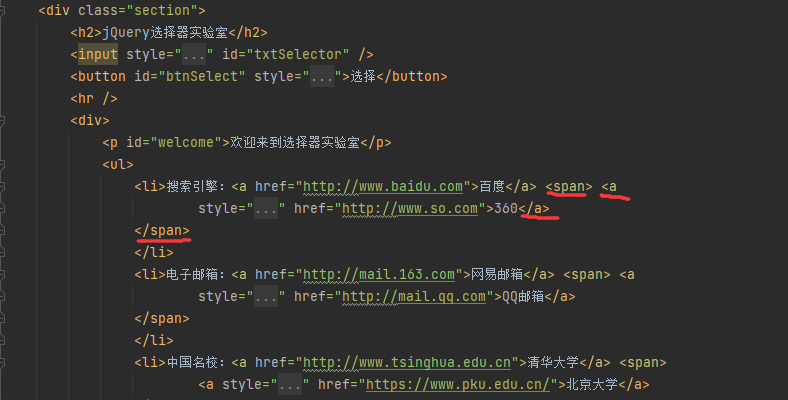 <div class="section">
<h2>jQuery选择器实验室</h2>
<input style="..." id="txtSelector" />
<button id="btnSelect" style="...">选择</button>
<hr />
<div>
<p id="welcome">欢迎来到选择器实验室</p>
<ul>
<li>搜索引擎：<a href="http://www.baidu.com">百度</a> <span> <a
style="..." href="http://www.so.com">360</a>
</span>
</li>
<li>电子邮箱：<a href="http://mail.163.com">网易邮箱</a> <span> <a
style="..." href="http://mail.qq.com">QQ邮箱</a>
</span>
</li>
<li>中国名校：<a href="http://www.tsinghua.edu.cn">清华大学</a> <span>
<a style="..." href="https://www.pku.edu.cn/">北京大学</a>